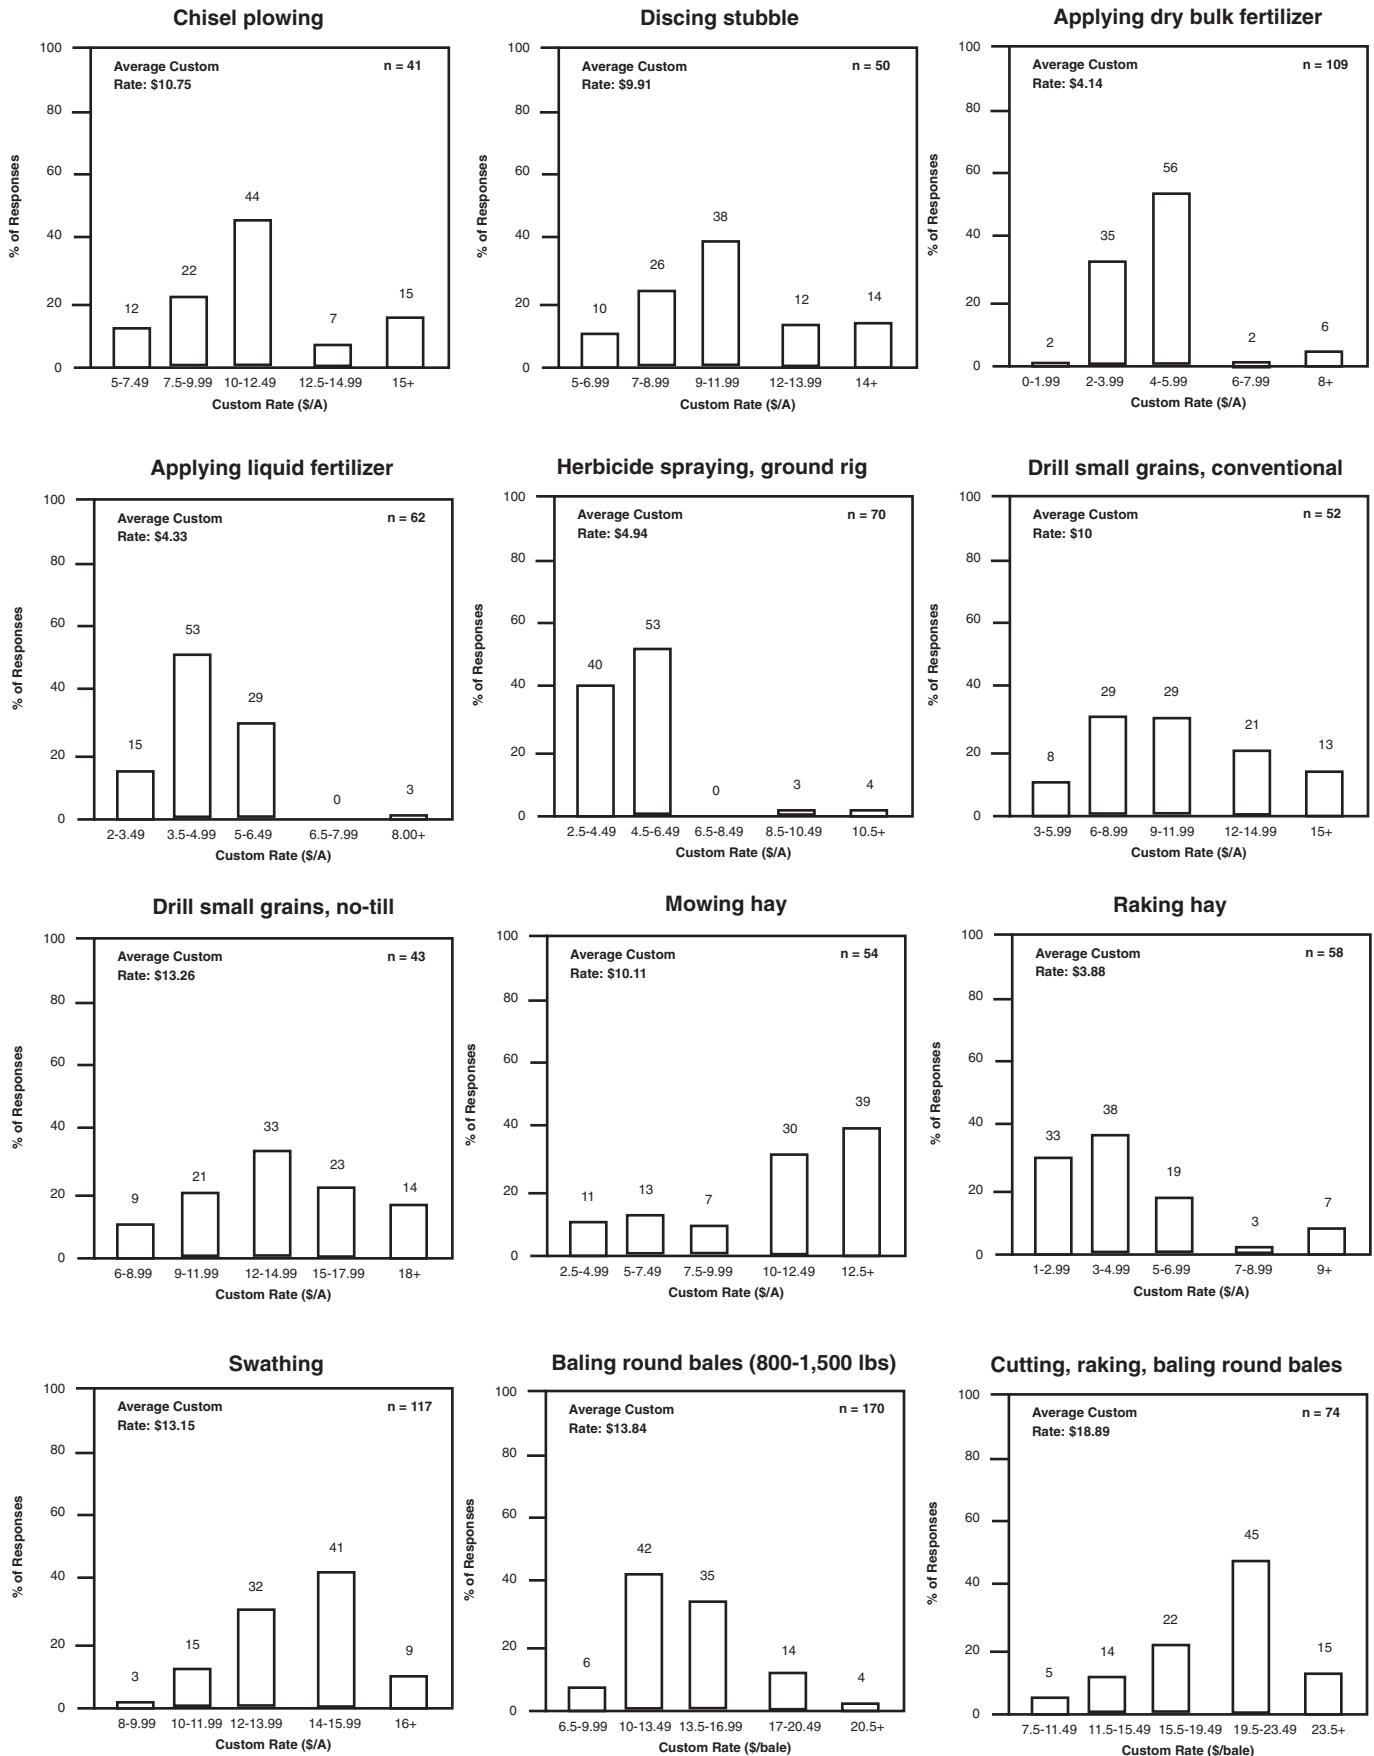 Chisel plowing
Average Custom n = 41
Rate: $10.75
% of Responses
100
80
60
40
20
0
12
22
44
7
15
5-7.49 7.5-9.99 10-12.49 12.5-14.99 15+
Custom Rate ($/A)
Discing stubble
Average Custom n = 50
Rate: $9.91
% of Responses
100
80
60
40
20
0
10
26
38
12
14
5-6.99 7-8.99 9-11.99 12-13.99 14+
Custom Rate ($/A)
Applying dry bulk fertilizer
Average Custom n = 109
Rate: $4.14
% of Responses
100
80
60
40
20
0
2
35
56
2
6
0-1.99 2-3.99 4-5.99 6-7.99 8+
Custom Rate ($/A)
Applying liquid fertilizer
Average Custom n = 62
Rate: $4.33
% of Responses
100
80
60
40
20
0
15
53
29
0
3
2-3.49 3.5-4.99 5-6.49 6.5-7.99 8.00+
Custom Rate ($/A)
Herbicide spraying, ground rig
Average Custom n = 70
Rate: $4.94
% of Responses
100
80
60
40
20
0
40
53
0
3
4
2.5-4.49 4.5-6.49 6.5-8.49 8.5-10.49 10.5+
Custom Rate ($/A)
Drill small grains, conventional
Average Custom n = 52
Rate: $10
% of Responses
100
80
60
40
20
0
8
29
29
21
13
3-5.99 6-8.99 9-11.99 12-14.99 15+
Custom Rate ($/A)
Drill small grains, no-till
Average Custom n = 43
Rate: $13.26
% of Responses
100
80
60
40
20
0
9
21
33
23
14
6-8.99 9-11.99 12-14.99 15-17.99 18+
Custom Rate ($/A)
Mowing hay
Average Custom n = 54
Rate: $10.11
% of Responses
100
80
60
40
20
0
11
13
7
30
39
2.5-4.99 5-7.49 7.5-9.99 10-12.49 12.5+
Custom Rate ($/A)
Raking hay
Average Custom n = 58
Rate: $3.88
% of Responses
100
80
60
40
20
0
33
38
19
3
7
1-2.99 3-4.99 5-6.99 7-8.99 9+
Custom Rate ($/A)
Swathing
Average Custom n = 117
Rate: $13.15
% of Responses
100
80
60
40
20
0
3
15
32
41
9
8-9.99 10-11.99 12-13.99 14-15.99 16+
Custom Rate ($/A)
Baling round bales (800-1,500 lbs)
Average Custom n = 170
Rate: $13.84
% of Responses
100
80
60
40
20
0
6
42
35
14
4
6.5-9.99 10-13.49 13.5-16.99 17-20.49 20.5+
Custom Rate ($/bale)
Cutting, raking, baling round bales
Average Custom n = 74
Rate: $18.89
% of Responses
100
80
60
40
20
0
5
14
22
45
15
7.5-11.49 11.5-15.49 15.5-19.49 19.5-23.49 23.5+
Custom Rate ($/bale)